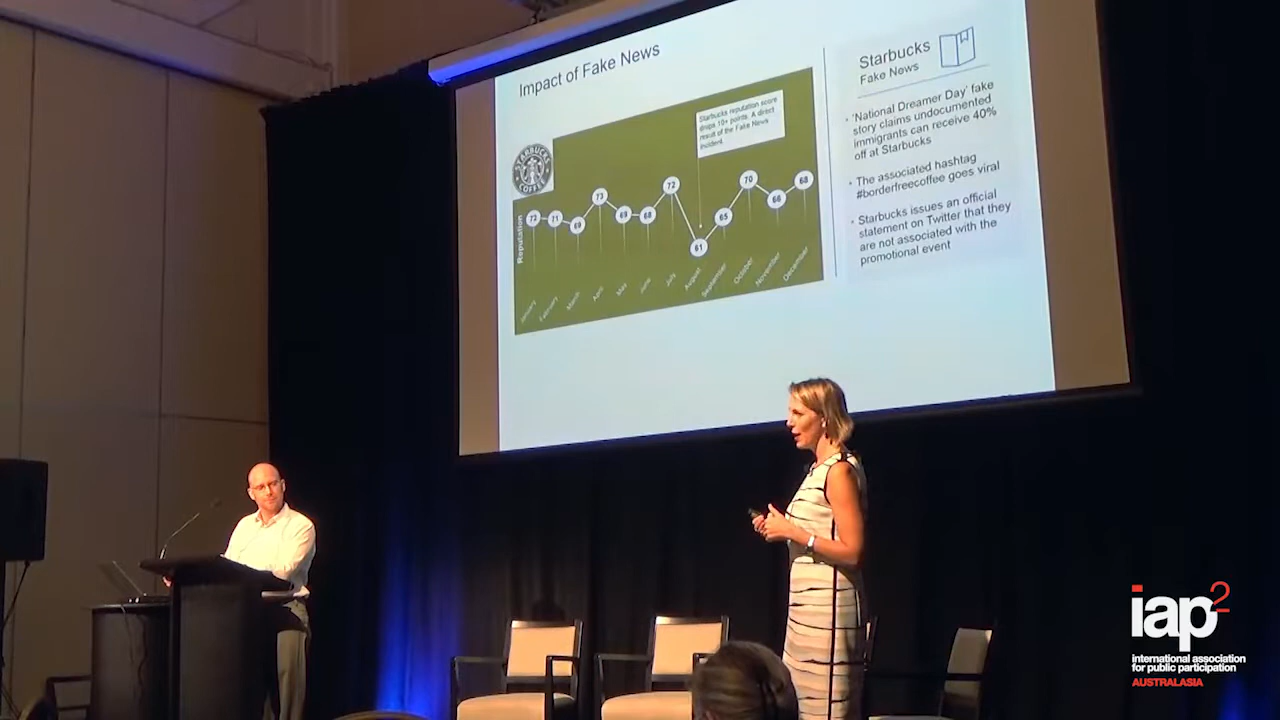 Impact of Fake News
Starbucks reputation score
drops 10+ points. A direct
result of the Fake News
incident.
STARBUCKS
COFFEE
Reputation
72
71
69
73
69
68
72
61
65
70
66
68
January
February
March
April
May
June
July
August
September
October
November
December
Starbucks
Fake News
• 'National Dreamer Day' fake
story claims undocumented
immigrants can receive 40%
off at Starbucks
• The associated hashtag
#borderfreecoffee goes viral
• Starbucks issues an official
statement on Twitter that they
are not associated with the
promotional event
iap2
international association
for public participation
AUSTRALASIA